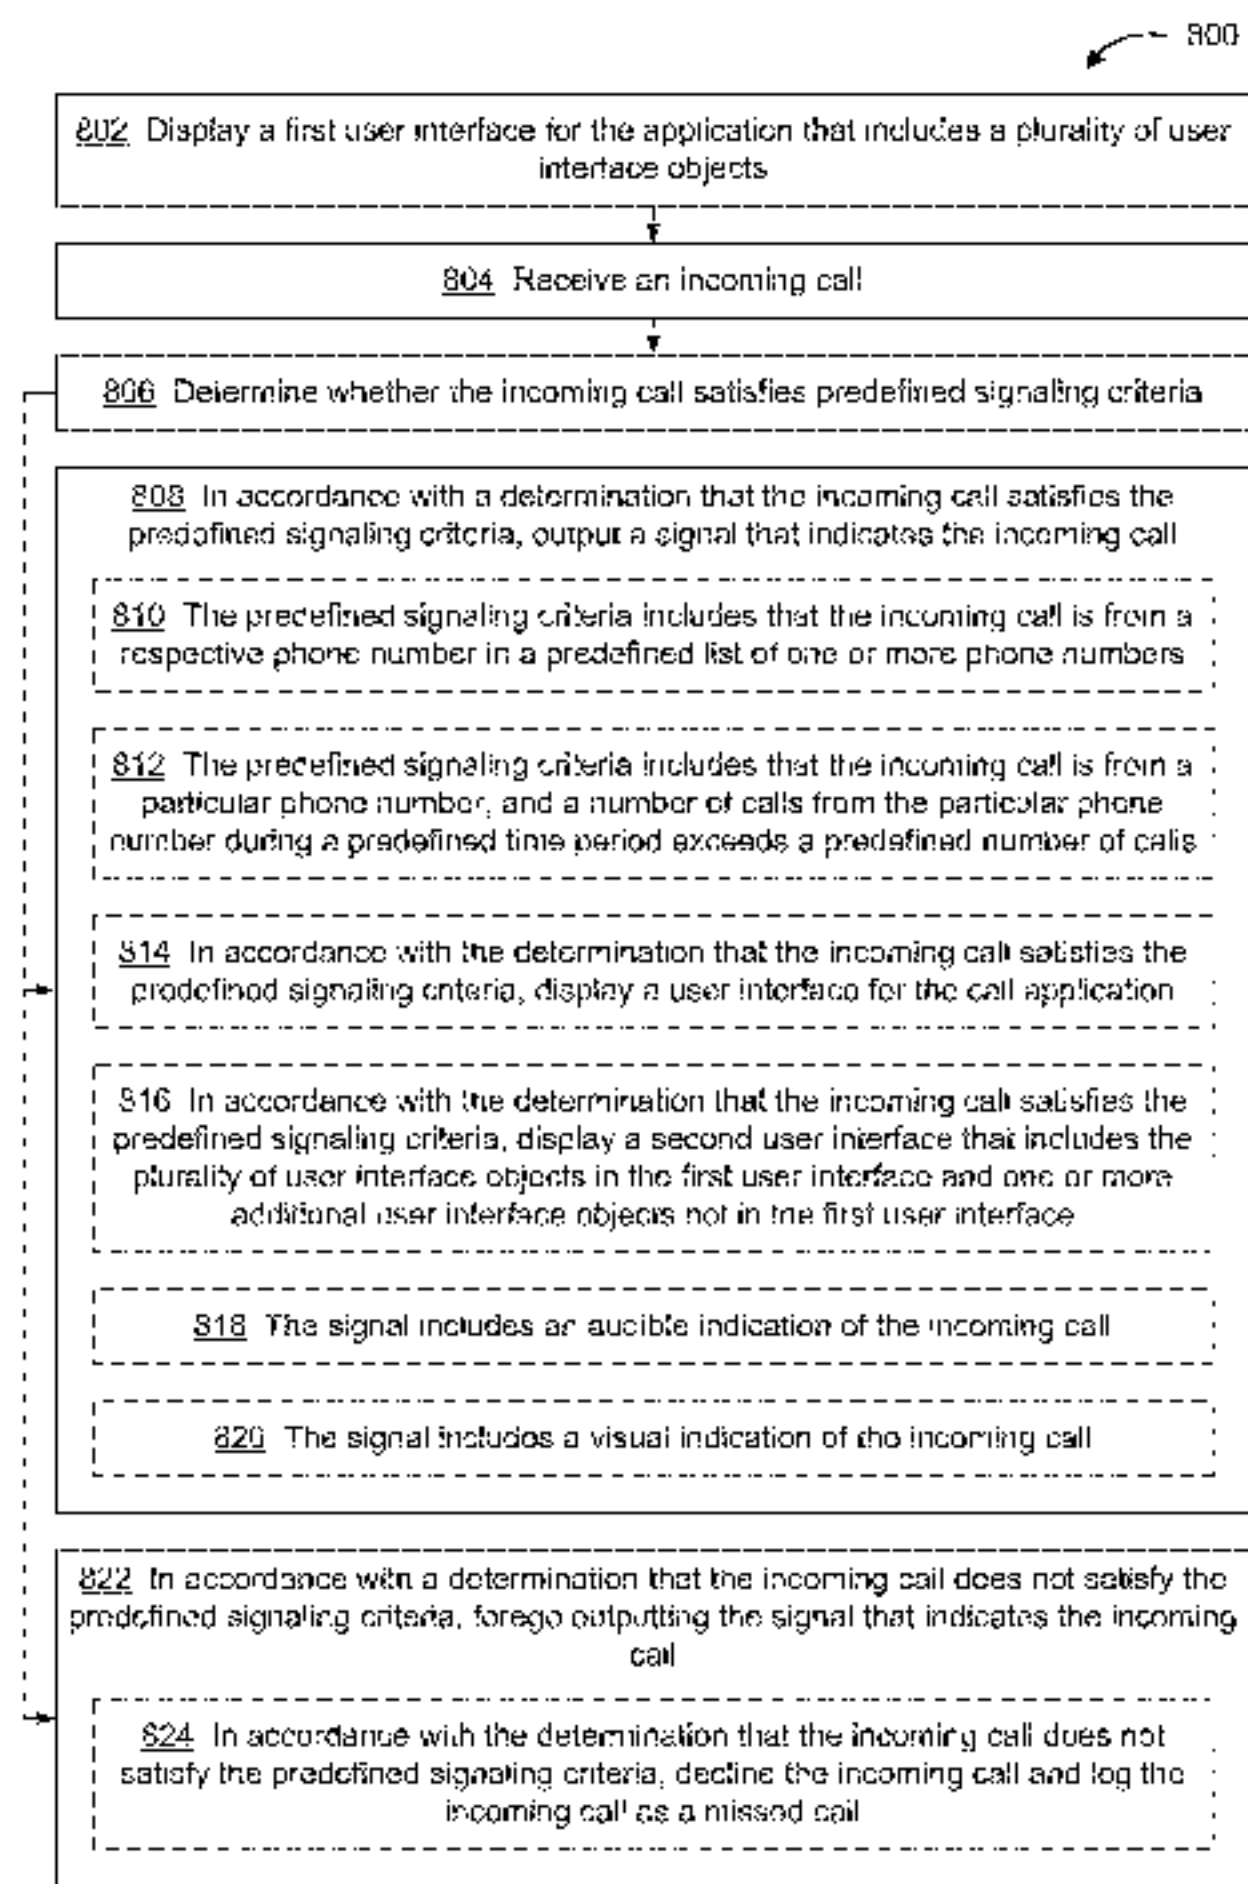 800
802 Display a first user interface for the application that includes a plurality of user
interface objects
804 Receive an incoming call
806 Determine whether the incoming call satisfies predefined signaling criteria
808 In accordance with a determination that the incoming call satisfies the
predefined signaling criteria, output a signal that indicates the incoming call
810 The predefined signaling criteria includes that the incoming call is from a
respective phone number in a predefined list of one or more phone numbers
812 The predefined signaling criteria includes that the incoming call is from a
particular phone number, and a number of calls from the particular phone
number during a predefined time period exceeds a predefined number of calls
814 In accordance with the determination that the incoming call satisfies the
predefined signaling criteria, display a user interface for the call application
816 In accordance with the determination that the incoming call satisfies the
predefined signaling criteria, display a second user interface that includes the
plurality of user interface objects in the first user interface and one or more
additional user interface objects not in the first user interface
818 The signal includes an audible indication of the incoming call
820 The signal includes a visual indication of the incoming call
822 In accordance with a determination that the incoming call does not satisfy the
predefined signaling criteria, forego outputting the signal that indicates the incoming
call
824 In accordance with the determination that the incoming call does not
satisfy the predefined signaling criteria, decline the incoming call and log the
incoming call as a missed call